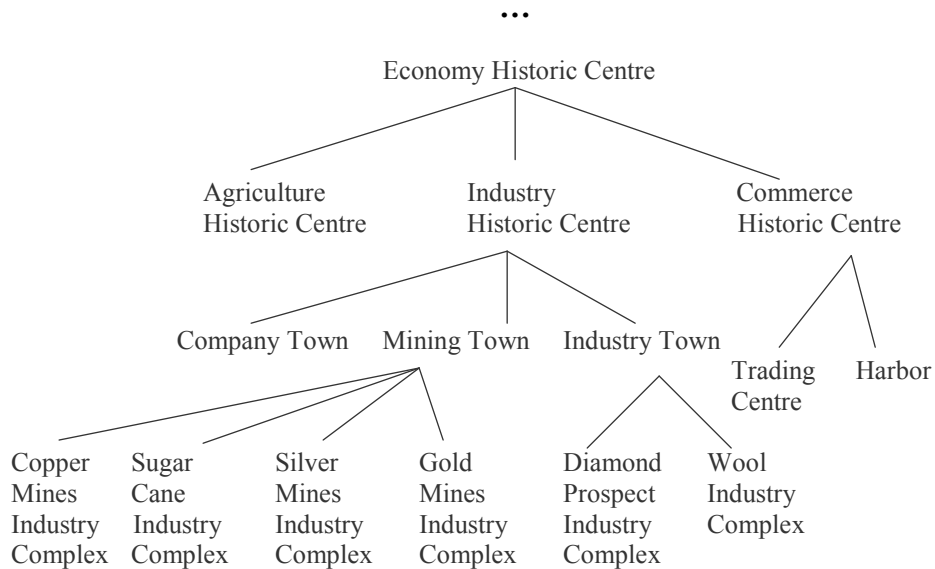 ...
Economy Historic Centre
Agriculture
Historic Centre
Industry
Historic Centre
Commerce
Historic Centre
Company Town
Mining Town
Industry Town
Trading
Centre
Harbor
Copper
Mines
Industry
Complex
Sugar
Cane
Industry
Complex
Silver
Mines
Industry
Complex
Gold
Mines
Industry
Complex
Diamond
Prospect
Industry
Complex
Wool
Industry
Complex